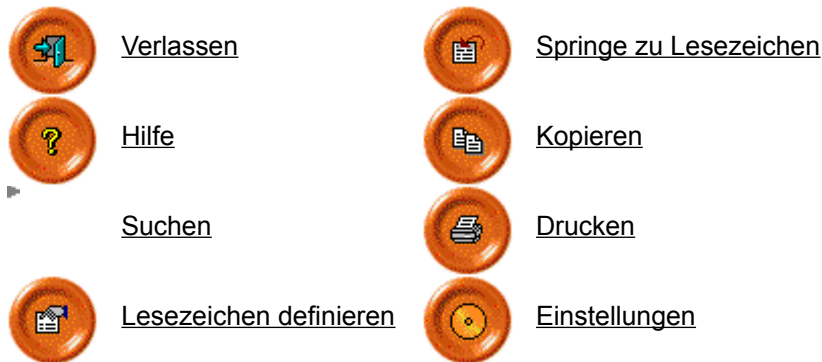 Verlassen
Springe zu Lesezeichen
Hilfe
Kopieren
Suchen
Drucken
Lesezeichen definieren
Einstellungen